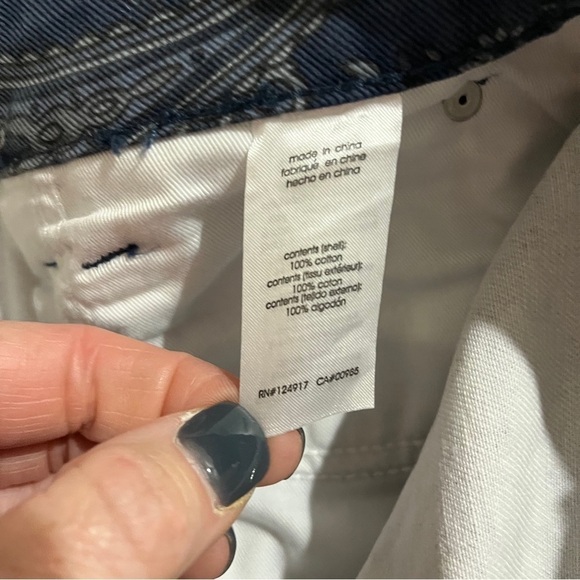 made in china
fabriqué en chine
hecho en china
contents (shell):
100% cotton
contents (tissu extérieur):
100% coton
contents (tejido externo):
100% algodón
RN#124917 CA#00985